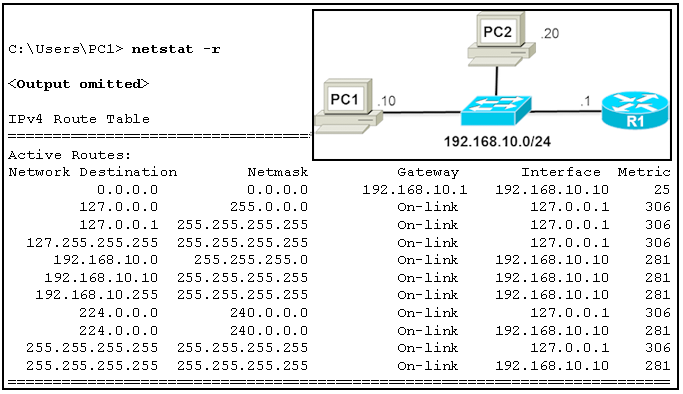 C:\Users\PC1> netstat -r
<Output omitted>
IPv4 Route Table
PC2
.20
PC1
.10
.1
R1
192.168.10.0/24
Active Routes:
Network Destination Netmask Gateway Interface Metric
0.0.0.0 0.0.0.0 192.168.10.1 192.168.10.10 25
127.0.0.0 255.0.0.0 On-link 127.0.0.1 306
127.0.0.1 255.255.255.255 On-link 127.0.0.1 306
127.255.255.255 255.255.255.255 On-link 127.0.0.1 306
192.168.10.0 255.255.255.0 On-link 192.168.10.10 281
192.168.10.10 255.255.255.255 On-link 192.168.10.10 281
192.168.10.255 255.255.255.255 On-link 192.168.10.10 281
224.0.0.0 240.0.0.0 On-link 127.0.0.1 306
224.0.0.0 240.0.0.0 On-link 192.168.10.10 281
255.255.255.255 255.255.255.255 On-link 127.0.0.1 306
255.255.255.255 255.255.255.255 On-link 192.168.10.10 281